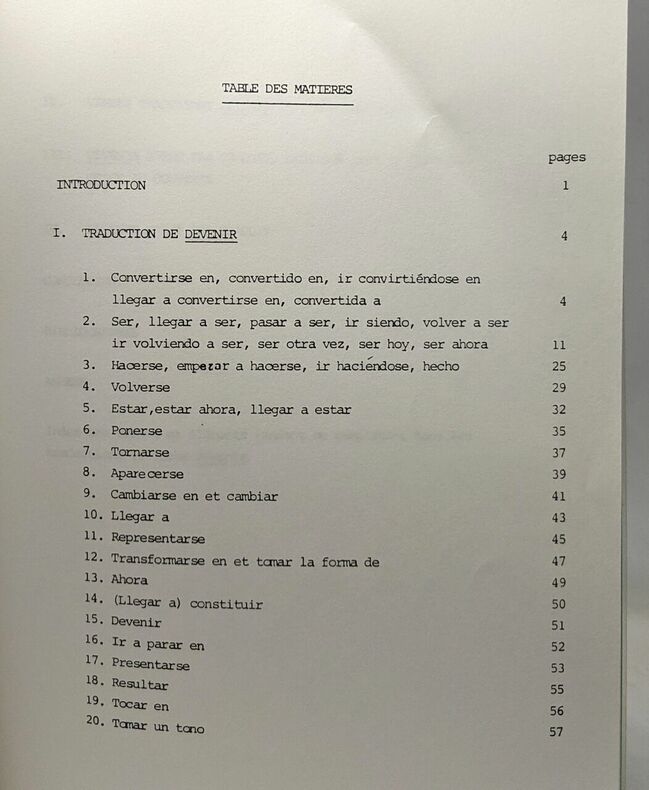 TABLE DES MATIERES
pages
INTRODUCTION 1
I. TRADUCTION DE DEVENIR 4
1. Convertirse en, convertido en, ir convirtiéndose en
llegar a convertirse en, convertida a 4
2. Ser, llegar a ser, pasar a ser, ir siendo, volver a ser
ir volviendo a ser, ser otra vez, ser hoy, ser ahora 11
3. Hacerse, empezar a hacerse, ir haciéndose, hecho 25
4. Volverse 29
5. Estar,estar ahora, llegar a estar 32
6. Ponerse 35
7. Tornarse 37
8. Aparecerse 39
9. Cambiarse en et cambiar 41
10. Llegar a 43
11. Representarse 45
12. Transformarse en et tomar la forma de 47
13. Ahora 49
14. (Llegar a) constituir 50
15. Devenir 51
16. Ir a parar en 52
17. Presentarse 53
18. Resultar 55
19. Tocar en 56
20. Tomar un tono 57